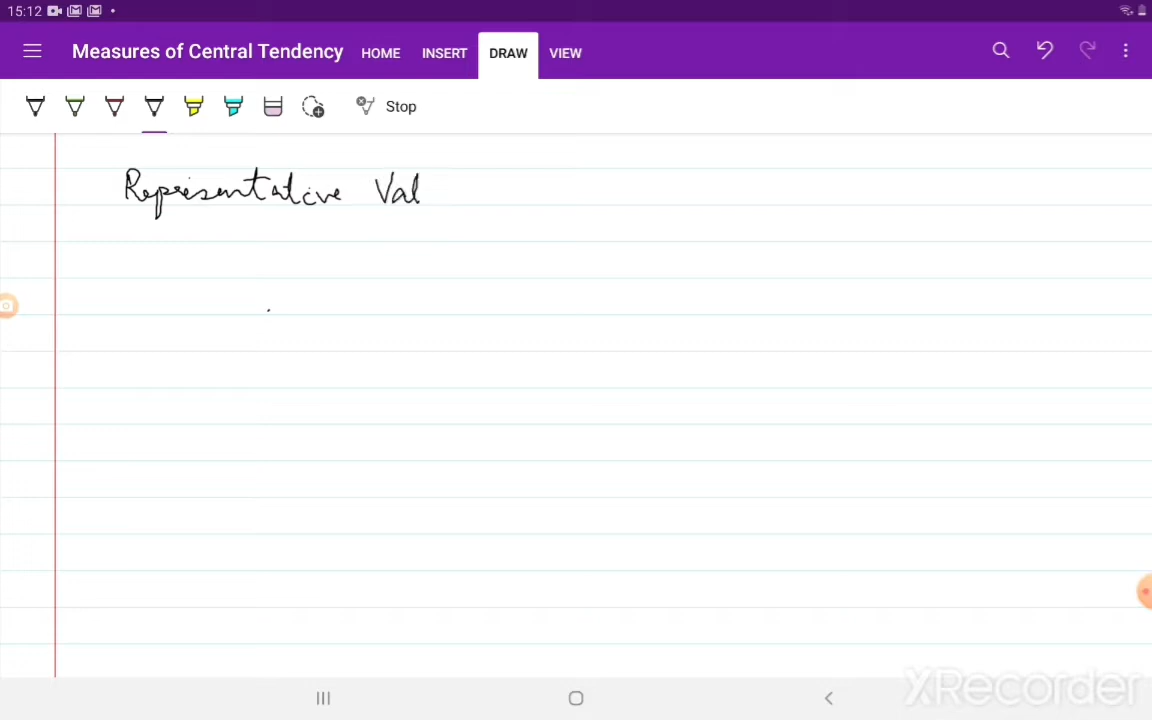 15:12
Measures of Central Tendency HOME INSERT DRAW VIEW
Stop
Representative Val
XRecorder